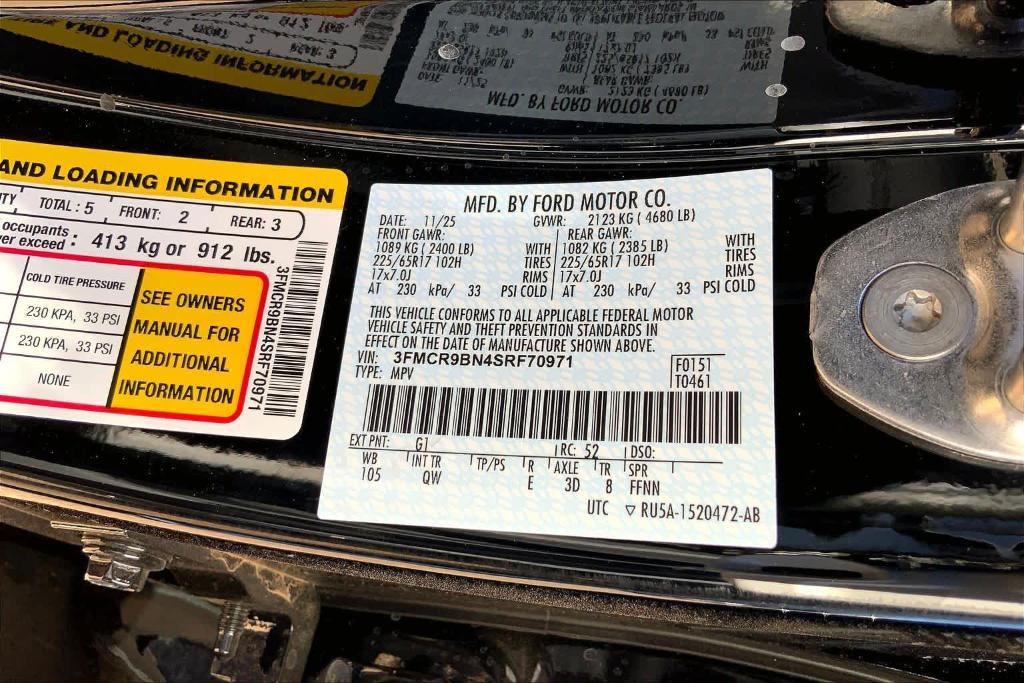 AND LOADING INFORMATION
TOTAL : 5 FRONT: 2 REAR: 3
occupants
exceed : 413 kg or 912 lbs.
COLD TIRE PRESSURE
230 KPA, 33 PSI
230 KPA, 33 PSI
NONE
SEE OWNERS
MANUAL FOR
ADDITIONAL
INFORMATION
3FMCR9BN4SRF70971
MFD. BY FORD MOTOR CO.
DATE: 11/25 GVWR: 2123 KG ( 4680 LB)
FRONT GAWR: REAR GAWR:
1089 KG ( 2400 LB) WITH 1082 KG ( 2385 LB) WITH
225/65R17 102H TIRES 225/65R17 102H TIRES
17x7.0J RIMS 17x7.0J RIMS
AT 230 kPa/ 33 PSI COLD AT 230 kPa/ 33 PSI COLD
THIS VEHICLE CONFORMS TO ALL APPLICABLE FEDERAL MOTOR
VEHICLE SAFETY AND THEFT PREVENTION STANDARDS IN
EFFECT ON THE DATE OF MANUFACTURE SHOWN ABOVE.
VIN: 3FMCR9BN4SRF70971 F0151
TYPE: MPV T0461
EXT PNT: G1 RC: 52 DSO:
WB INT TR TP/PS R AXLE TR SPR
105 QW E 3D 8 FFNN
UTC ▽ RU5A-1520472-AB